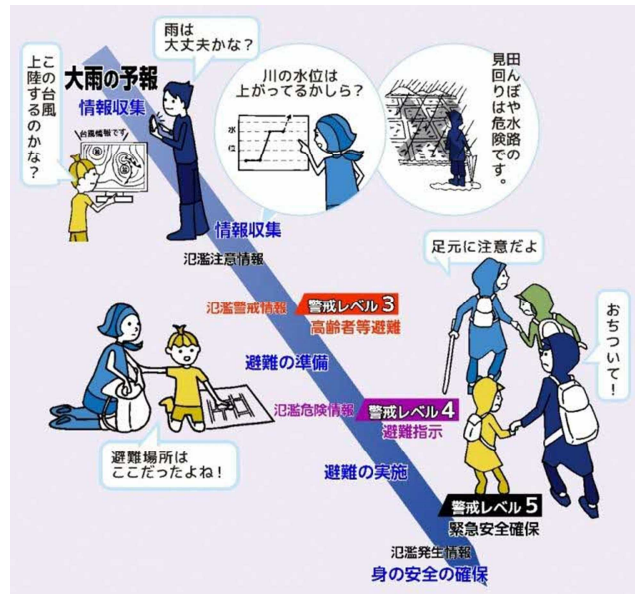 雨は
大丈夫かな？
この台風
上陸するのかな？
大雨の予報
情報収集
台風情報です
川の水位は
上がってるかしら？
水位
田んぼや水路の
見回りは危険です。
情報収集
氾濫注意情報
足元に注意だよ
氾濫警戒情報
警戒レベル3
高齢者等避難
おちついて！
避難の準備
氾濫危険情報
警戒レベル4
避難指示
避難場所は
ここだったよね！
避難の実施
警戒レベル5
緊急安全確保
氾濫発生情報
身の安全の確保